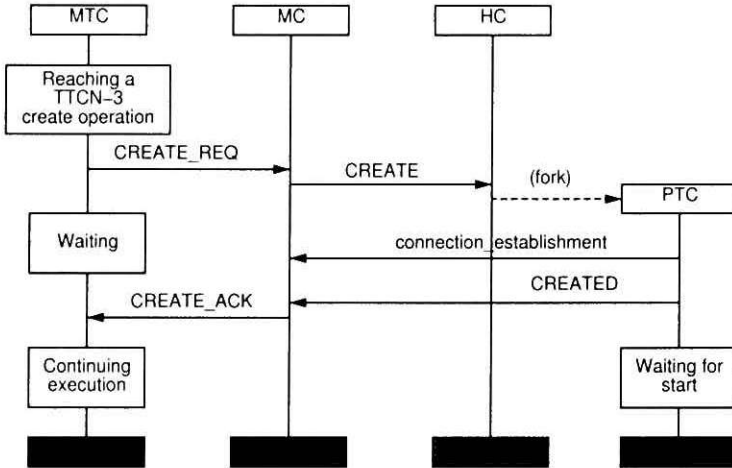 MTC
MC
HC
Reaching a
TTCN-3
create operation
CREATE_REQ
CREATE
(fork)
PTC
Waiting
connection_establishment
CREATED
CREATE_ACK
Continuing
execution
Waiting for
start